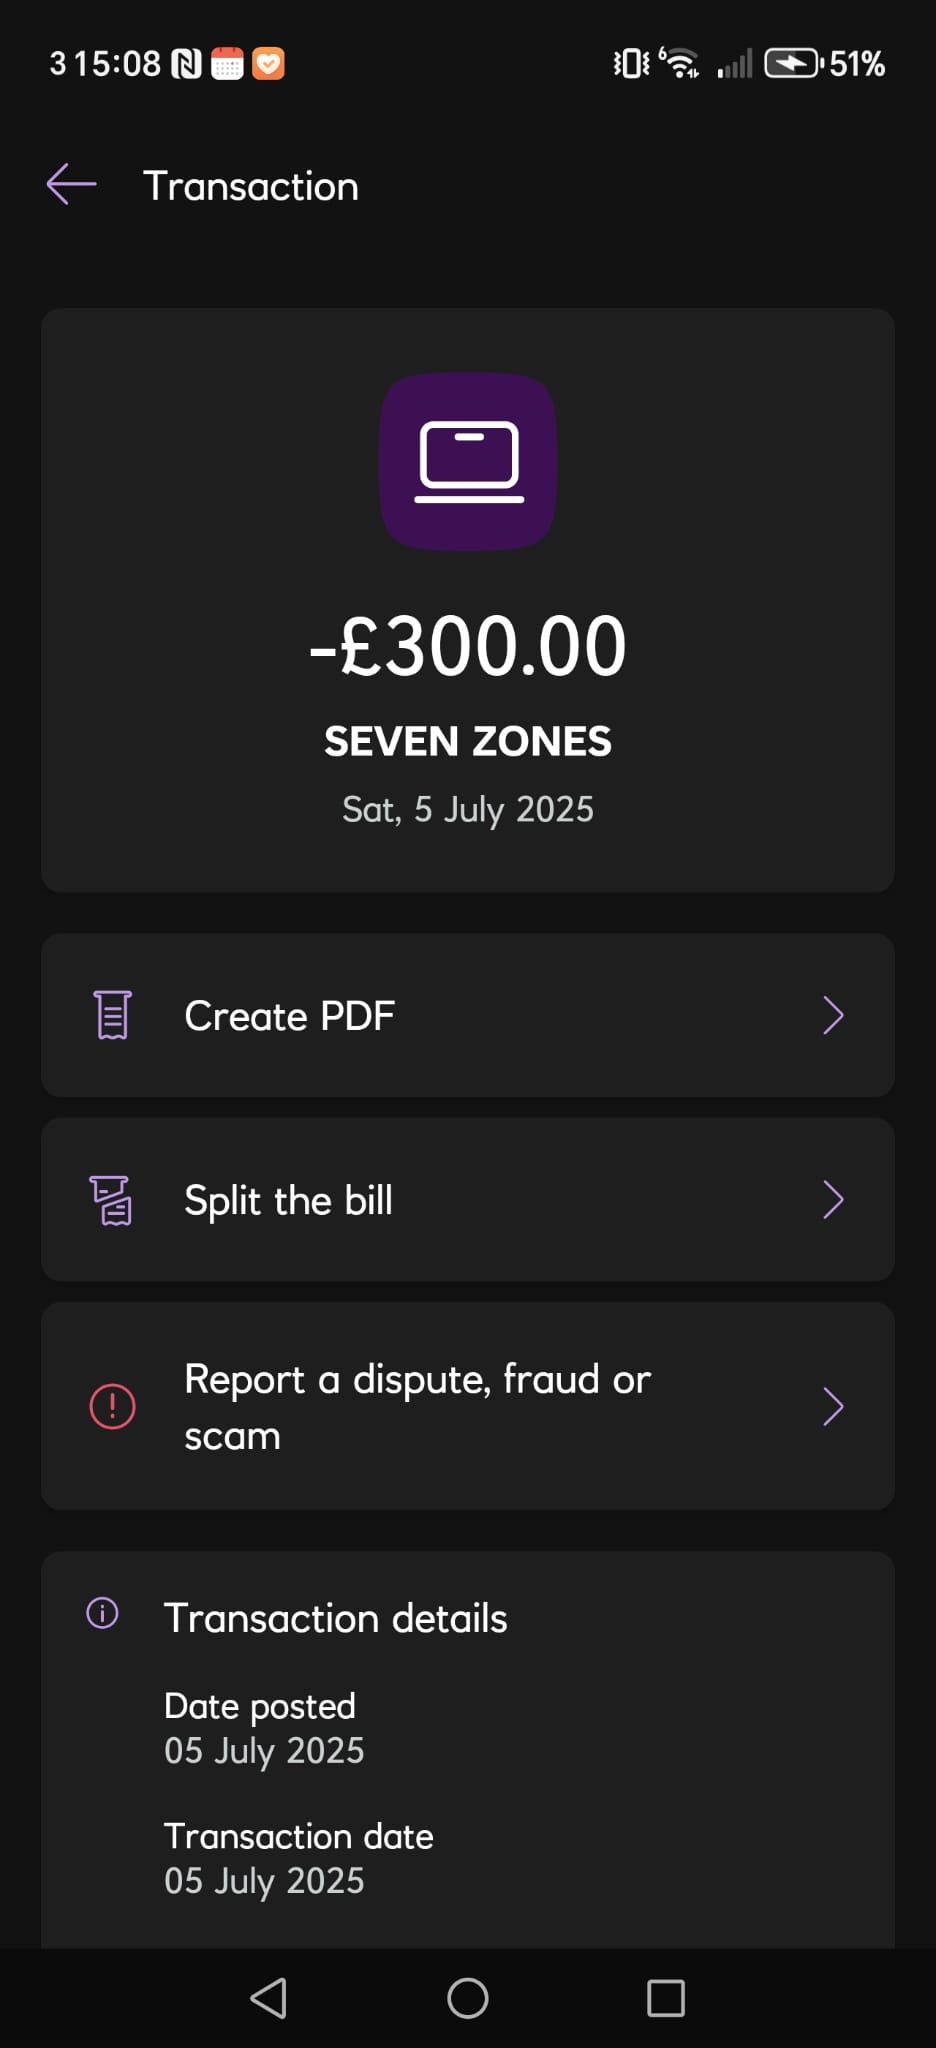 3 15:08 6 51%
Transaction
-£300.00
SEVEN ZONES
Sat, 5 July 2025
Create PDF
Split the bill
Report a dispute, fraud or
scam
Transaction details
Date posted
05 July 2025
Transaction date
05 July 2025